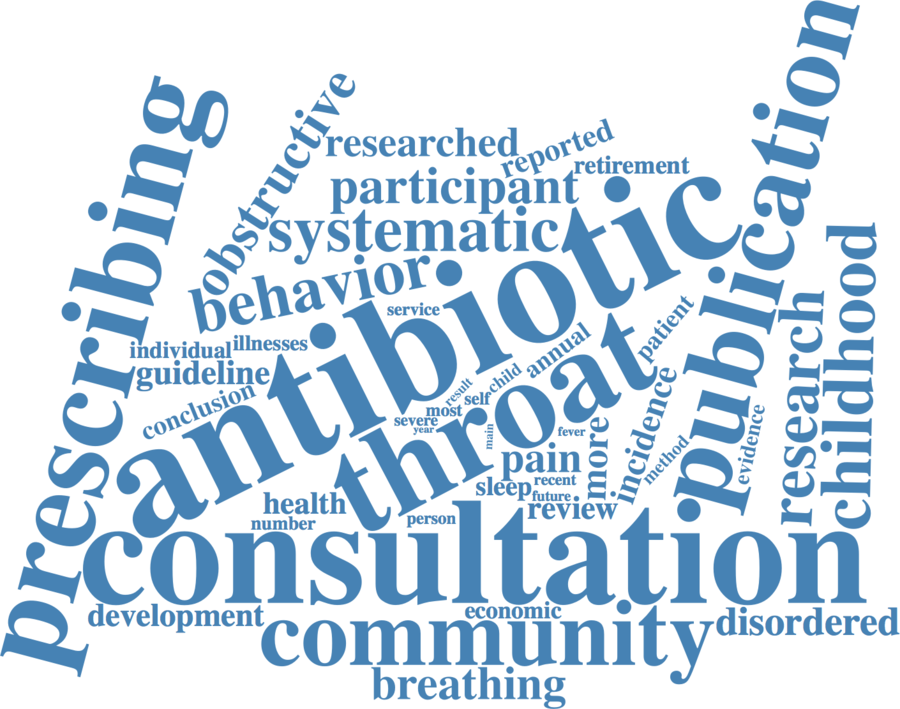 prescribing
obstructive
researched
reported
retirement
participant
systematic
behavior
publication
antibiotic
service
individual
illnesses
guideline
conclusion
throat
annual
patient
child
result
self
most
severe
year
main
fever
pain
more
incidence
method
evidence
research
childhood
sleep
recent
future
review
health
number
person
consultation
development
economic
community
disordered
breathing